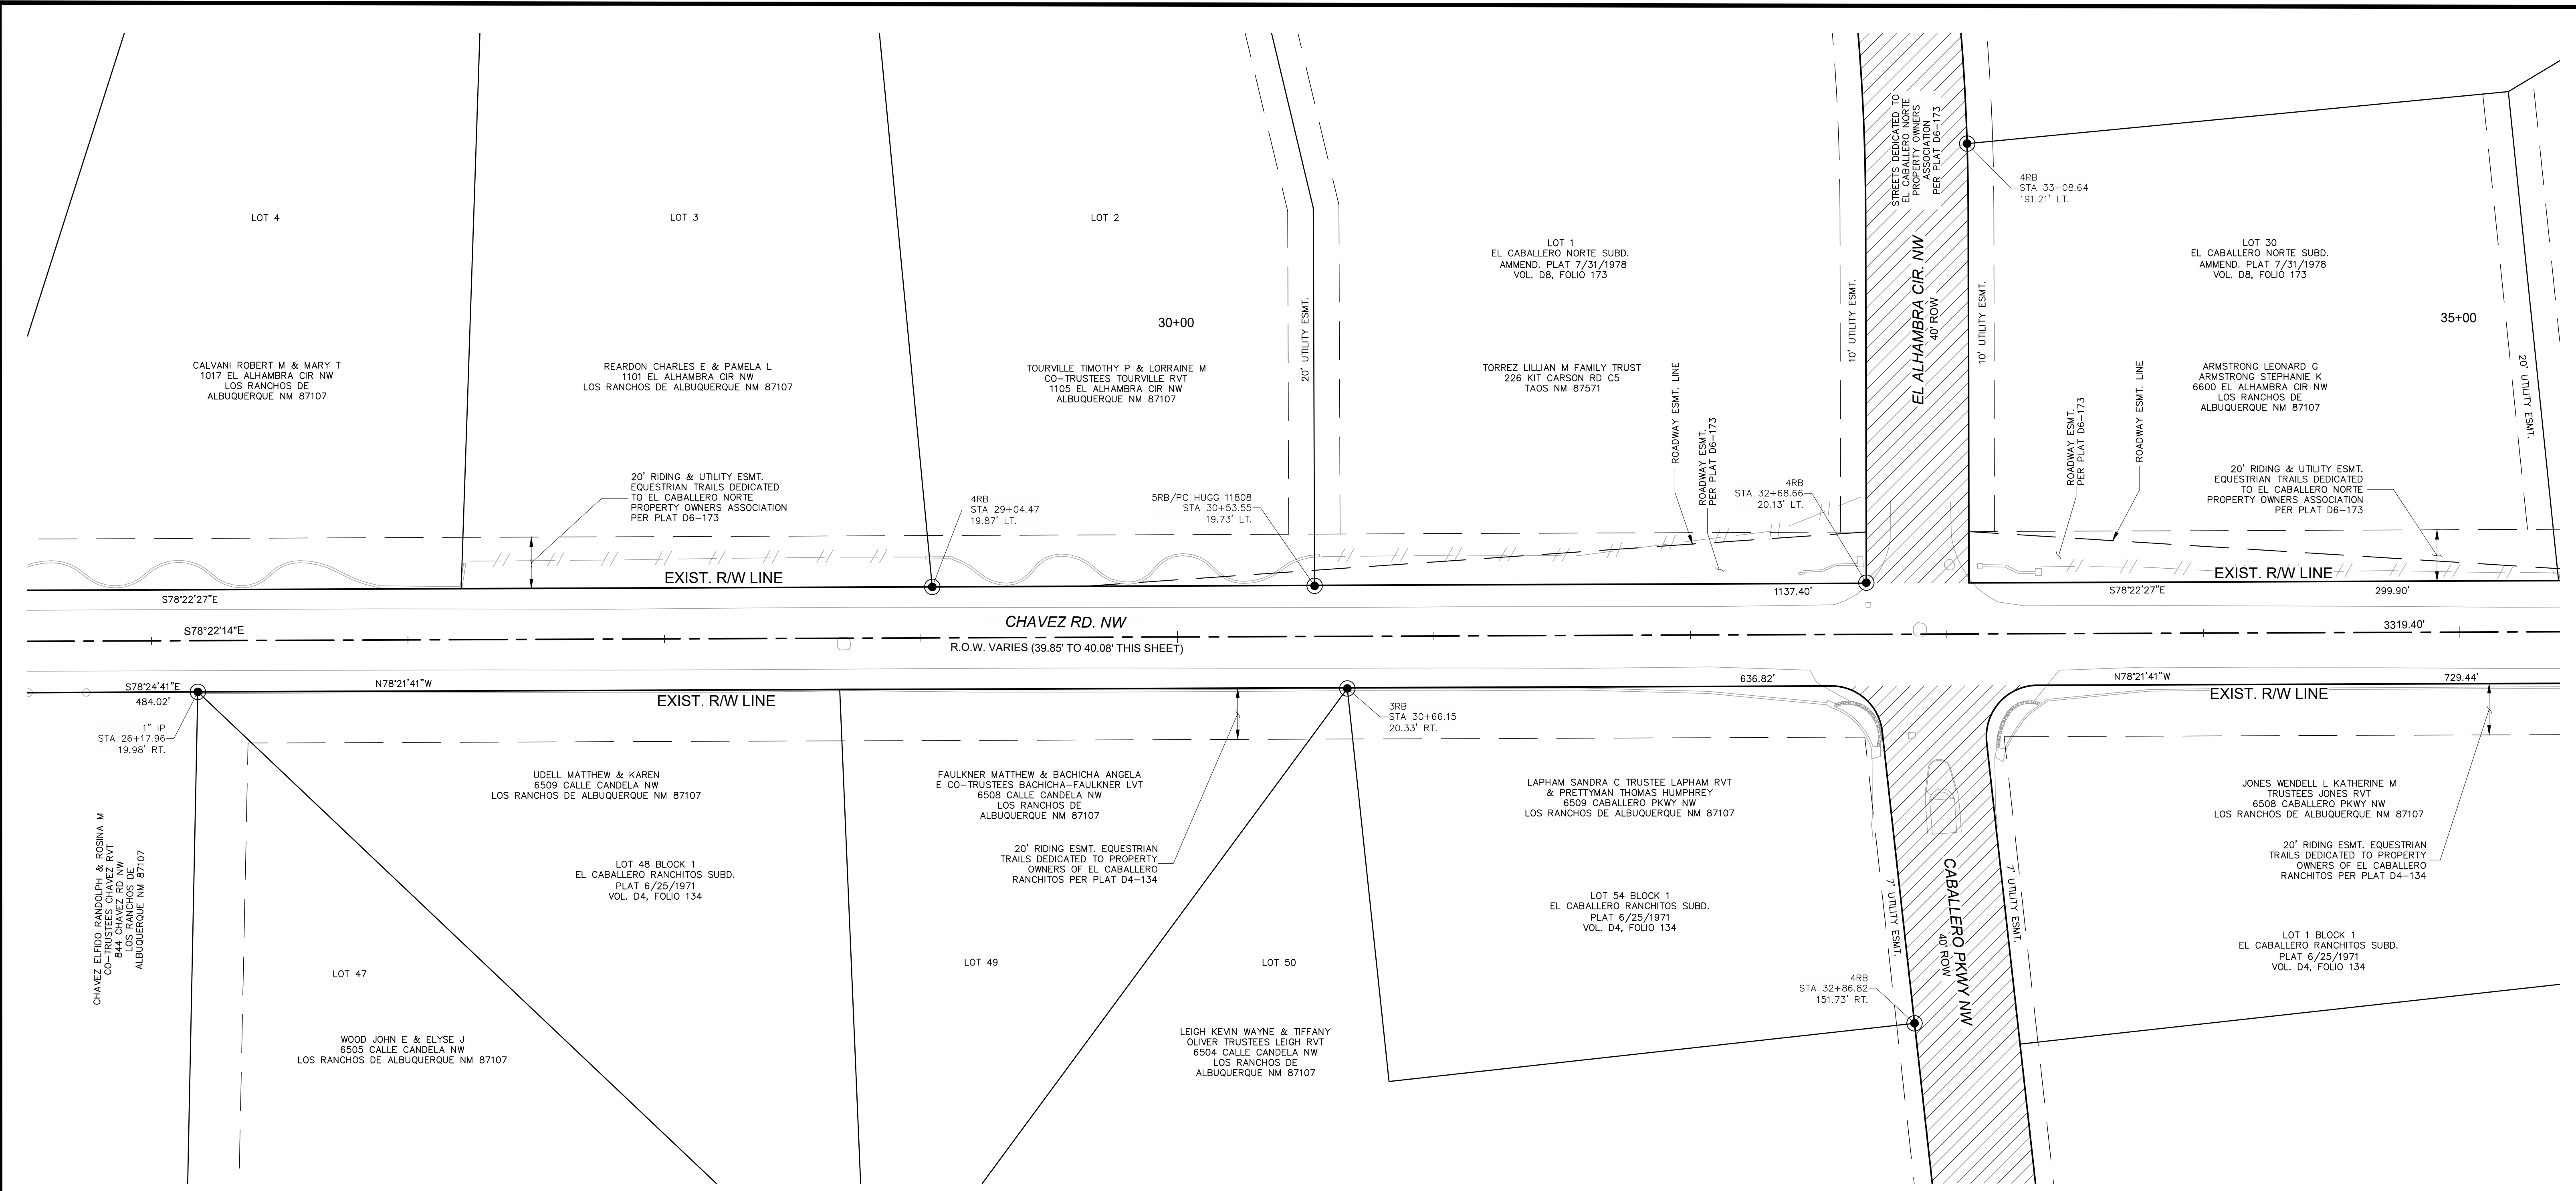 LOT 4
CALVANI ROBERT M & MARY T
1017 EL ALHAMBRA CIR NW
LOS RANCHOS DE
ALBUQUERQUE NM 87107
LOT 3
REARDON CHARLES E & PAMELA L
1101 EL ALHAMBRA CIR NW
LOS RANCHOS DE ALBUQUERQUE NM 87107
20' RIDING & UTILITY ESMT.
EQUESTRIAN TRAILS DEDICATED
TO EL CABALLERO NORTE
PROPERTY OWNERS ASSOCIATION
PER PLAT D6-173
LOT 2
30+00
TOURVILLE TIMOTHY P & LORRAINE M
CO-TRUSTEES TOURVILLE RVT
1105 EL ALHAMBRA CIR NW
ALBUQUERQUE NM 87107
4RB
STA 29+04.47
19.87' LT.
5RB/PC HUGG 11808
STA 30+53.55
19.73' LT.
20' UTILITY ESMT.
LOT 1
EL CABALLERO NORTE SUBD.
AMMEND. PLAT 7/31/1978
VOL. D8, FOLIO 173
TORREZ LILLIAN M FAMILY TRUST
226 KIT CARSON RD C5
TAOS NM 87571
ROADWAY ESMT. LINE
ROADWAY ESMT.
PER PLAT D6-173
4RB
STA 32+68.66
20.13' LT.
10' UTILITY ESMT.
STREETS DEDICATED TO
EL CABALLERO NORTE
PROPERTY OWNERS
ASSOCIATION
PER PLAT D6-173
EL ALHAMBRA CIR. NW
40' ROW
10' UTILITY ESMT.
4RB
STA 33+08.64
191.21' LT.
LOT 30
EL CABALLERO NORTE SUBD.
AMMEND. PLAT 7/31/1978
VOL. D8, FOLIO 173
35+00
ARMSTRONG LEONARD G
ARMSTRONG STEPHANIE K
6600 EL ALHAMBRA CIR NW
LOS RANCHOS DE
ALBUQUERQUE NM 87107
ROADWAY ESMT.
PER PLAT D6-173
ROADWAY ESMT. LINE
20' RIDING & UTILITY ESMT.
EQUESTRIAN TRAILS DEDICATED
TO EL CABALLERO NORTE
PROPERTY OWNERS ASSOCIATION
PER PLAT D6-173
20' UTILITY ESMT.
EXIST. R/W LINE
EXIST. R/W LINE
S78°22'27"E
1137.40'
S78°22'27"E
299.90'
S78°22'14"E
CHAVEZ RD. NW
3319.40'
R.O.W. VARIES (39.85' TO 40.08' THIS SHEET)
S78°24'41"E
484.02'
N78°21'41"W
EXIST. R/W LINE
636.82'
N78°21'41"W
EXIST. R/W LINE
729.44'
1" IP
STA 26+17.96
19.98' RT.
3RB
STA 30+66.15
20.33' RT.
CHAVEZ ELFIDO RANDOLPH & ROSINA M
CO-TRUSTEES CHAVEZ RVT
844 CHAVEZ RD NW
LOS RANCHOS DE
ALBUQUERQUE NM 87107
UDELL MATTHEW & KAREN
6509 CALLE CANDELA NW
LOS RANCHOS DE ALBUQUERQUE NM 87107
LOT 48 BLOCK 1
EL CABALLERO RANCHITOS SUBD.
PLAT 6/25/1971
VOL. D4, FOLIO 134
LOT 47
WOOD JOHN E & ELYSE J
6505 CALLE CANDELA NW
LOS RANCHOS DE ALBUQUERQUE NM 87107
FAULKNER MATTHEW & BACHICHA ANGELA
E CO-TRUSTEES BACHICHA-FAULKNER LVT
6508 CALLE CANDELA NW
LOS RANCHOS DE
ALBUQUERQUE NM 87107
20' RIDING ESMT. EQUESTRIAN
TRAILS DEDICATED TO PROPERTY
OWNERS OF EL CABALLERO
RANCHITOS PER PLAT D4-134
LOT 49
LOT 50
LEIGH KEVIN WAYNE & TIFFANY
OLIVER TRUSTEES LEIGH RVT
6504 CALLE CANDELA NW
LOS RANCHOS DE
ALBUQUERQUE NM 87107
LAPHAM SANDRA C TRUSTEE LAPHAM RVT
& PRETTYMAN THOMAS HUMPHREY
6509 CABALLERO PKWY NW
LOS RANCHOS DE ALBUQUERQUE NM 87107
LOT 54 BLOCK 1
EL CABALLERO RANCHITOS SUBD.
PLAT 6/25/1971
VOL. D4, FOLIO 134
4RB
STA 32+86.82
151.73' RT.
7' UTILITY ESMT.
CABALLERO PKWY NW
40' ROW
7' UTILITY ESMT.
JONES WENDELL L KATHERINE M
TRUSTEES JONES RVT
6508 CABALLERO PKWY NW
LOS RANCHOS DE ALBUQUERQUE NM 87107
20' RIDING ESMT. EQUESTRIAN
TRAILS DEDICATED TO PROPERTY
OWNERS OF EL CABALLERO
RANCHITOS PER PLAT D4-134
LOT 1 BLOCK 1
EL CABALLERO RANCHITOS SUBD.
PLAT 6/25/1971
VOL. D4, FOLIO 134